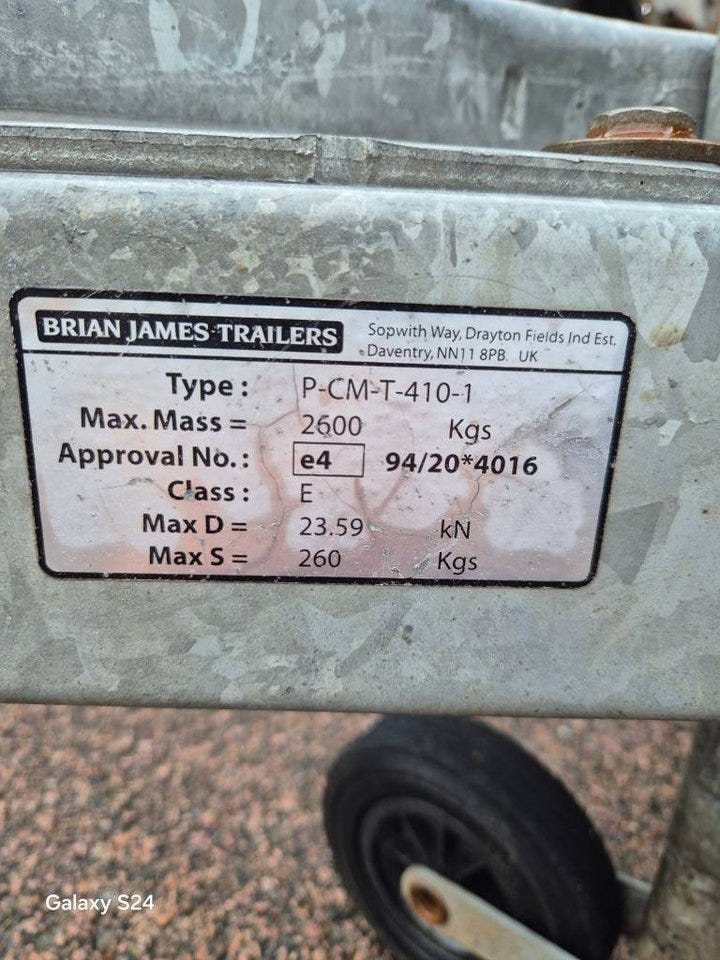 BRIAN JAMES TRAILERS Sopwith Way, Drayton Fields Ind Est,
Daventry, NN11 8PB. UK
Type : P-CM-T-410-1
Max. Mass = 2600 Kgs
Approval No. : e4 94/20*4016
Class : E
Max D = 23.59 kN
Max S = 260 Kgs
Galaxy S24